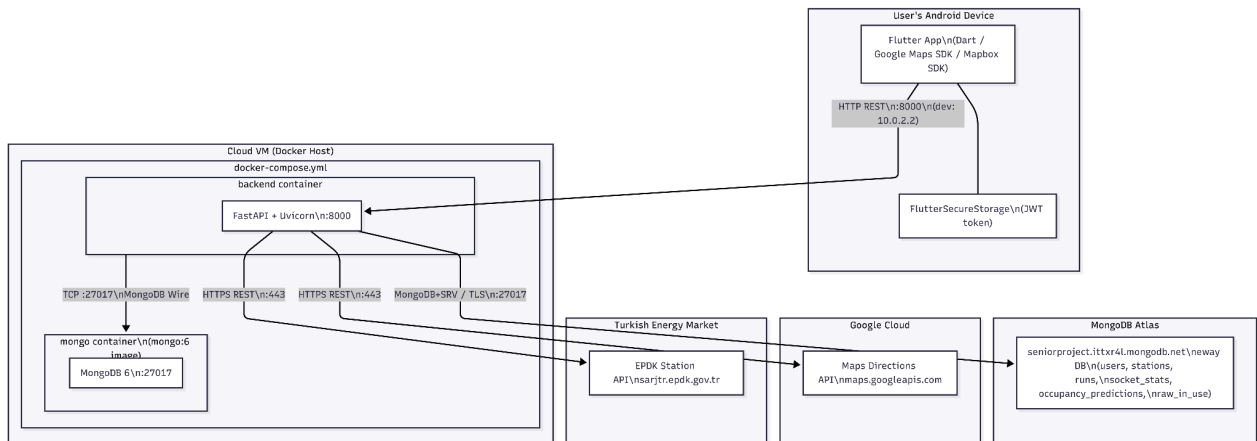 User's Android Device
Flutter App\n(Dart /
Google Maps SDK / Mapbox
SDK)
HTTP REST\n:8000\n(dev:
10.0.2.2)
FlutterSecureStorage\n(JWT
token)
Cloud VM (Docker Host)
docker-compose.yml
backend container
FastAPI + Uvicorn\n:8000
TCP :27017\nMongoDB Wire
HTTPS REST\n:443
HTTPS REST\n:443
MongoDB+SRV / TLS\n:27017
mongo container\n(mongo:6
image)
MongoDB 6\n:27017
Turkish Energy Market
EPDK Station
API\nsarjtr.epdk.gov.tr
Google Cloud
Maps Directions
API\nmaps.googleapis.com
MongoDB Atlas
seniorproject.ittxr4l.mongodb.net\neway
DB\n(users, stations,
runs,\nsocket_stats,
occupancy_predictions,\nraw_in_use)